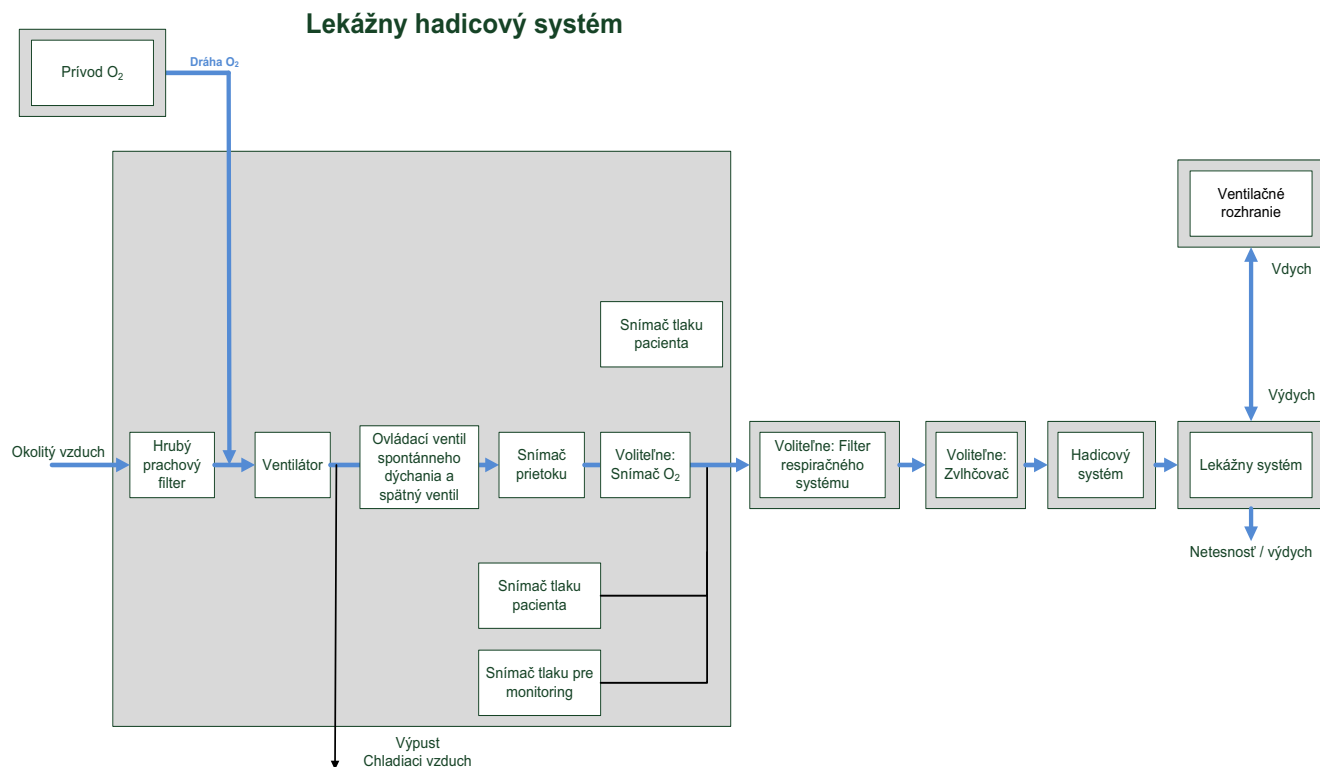 Lekážny hadicový systém
Prívod O₂
Dráha O₂
Ventilačné
rozhranie
Vdych
Snímač tlaku
pacienta
Výdych
Okolitý vzduch
Hrubý
prachový
filter
Ventilátor
Ovládací ventil
spontánneho
dýchania a
spätný ventil
Snímač
prietoku
Voliteľne:
Snímač O₂
Voliteľne: Filter
respiračného
systému
Voliteľne:
Zvlhčovač
Hadicový
systém
Lekážny systém
Netesnosť / výdych
Snímač tlaku
pacienta
Snímač tlaku pre
monitoring
Výpust
Chladiaci vzduch